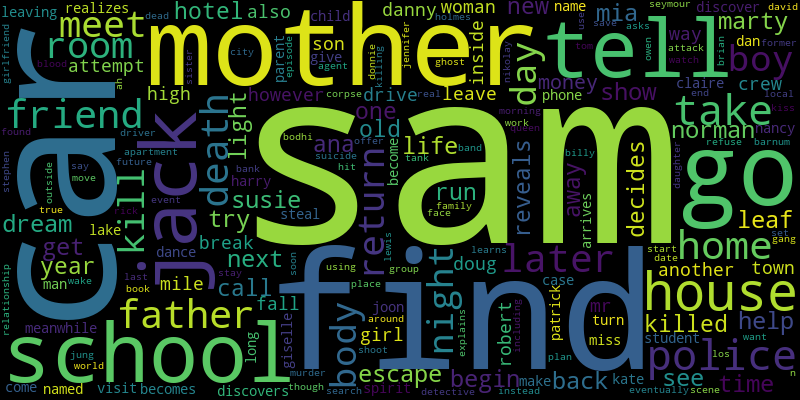 leaving
realizes
meet
hotel
also
danny
woman
new
name
discover
seymour
david
dead
holmes
mia
marty
save
asks
room
parent
child
episode
son
give
jennifer
inside
day
way
dan
former
girlfriend
blood
attempt
city
sister
agent
donnie
killing
ghost
tom
use
owen
attack
watch
brian
an
high
however
corpse
drive
real
leave
phone
money
show
claire
crew
boy
car
mother
tell
friend
death
light
one
old
life
nikolay
morning
queen
work
take
norman
nancy
local
end
kiss
found
driver
bodhi
offer
become
band
suicide
tank
billy
refuse
barnum
stephen
apartment
say
move
future
bank
ana
hit
harry
sam
go
outside
kill
jack
susie
return
run
family
face
reveals
away
decides
daughter
dream
true
rick
event
try
steal
arrives
leaf
get
lake
dance
break
lewis
learns
start
date
set
gang
home
year
last
stay
next
soon
using
group
doug
later
another
town
man
wake
book
mile
call
night
place
explains
case
house
relationship
meanwhile
father
fall
joon
around
girl
robert
mr
patrick
turn
miss
killed
help
school
long
giselle
body
shoot
including
student
police
find
jung
world
murder
escape
begin
back
plan
kate
see
los
want
time
come
named
visit
becomes
discovers
though
search
spirit
detective
instead
make
eventually
scene
n